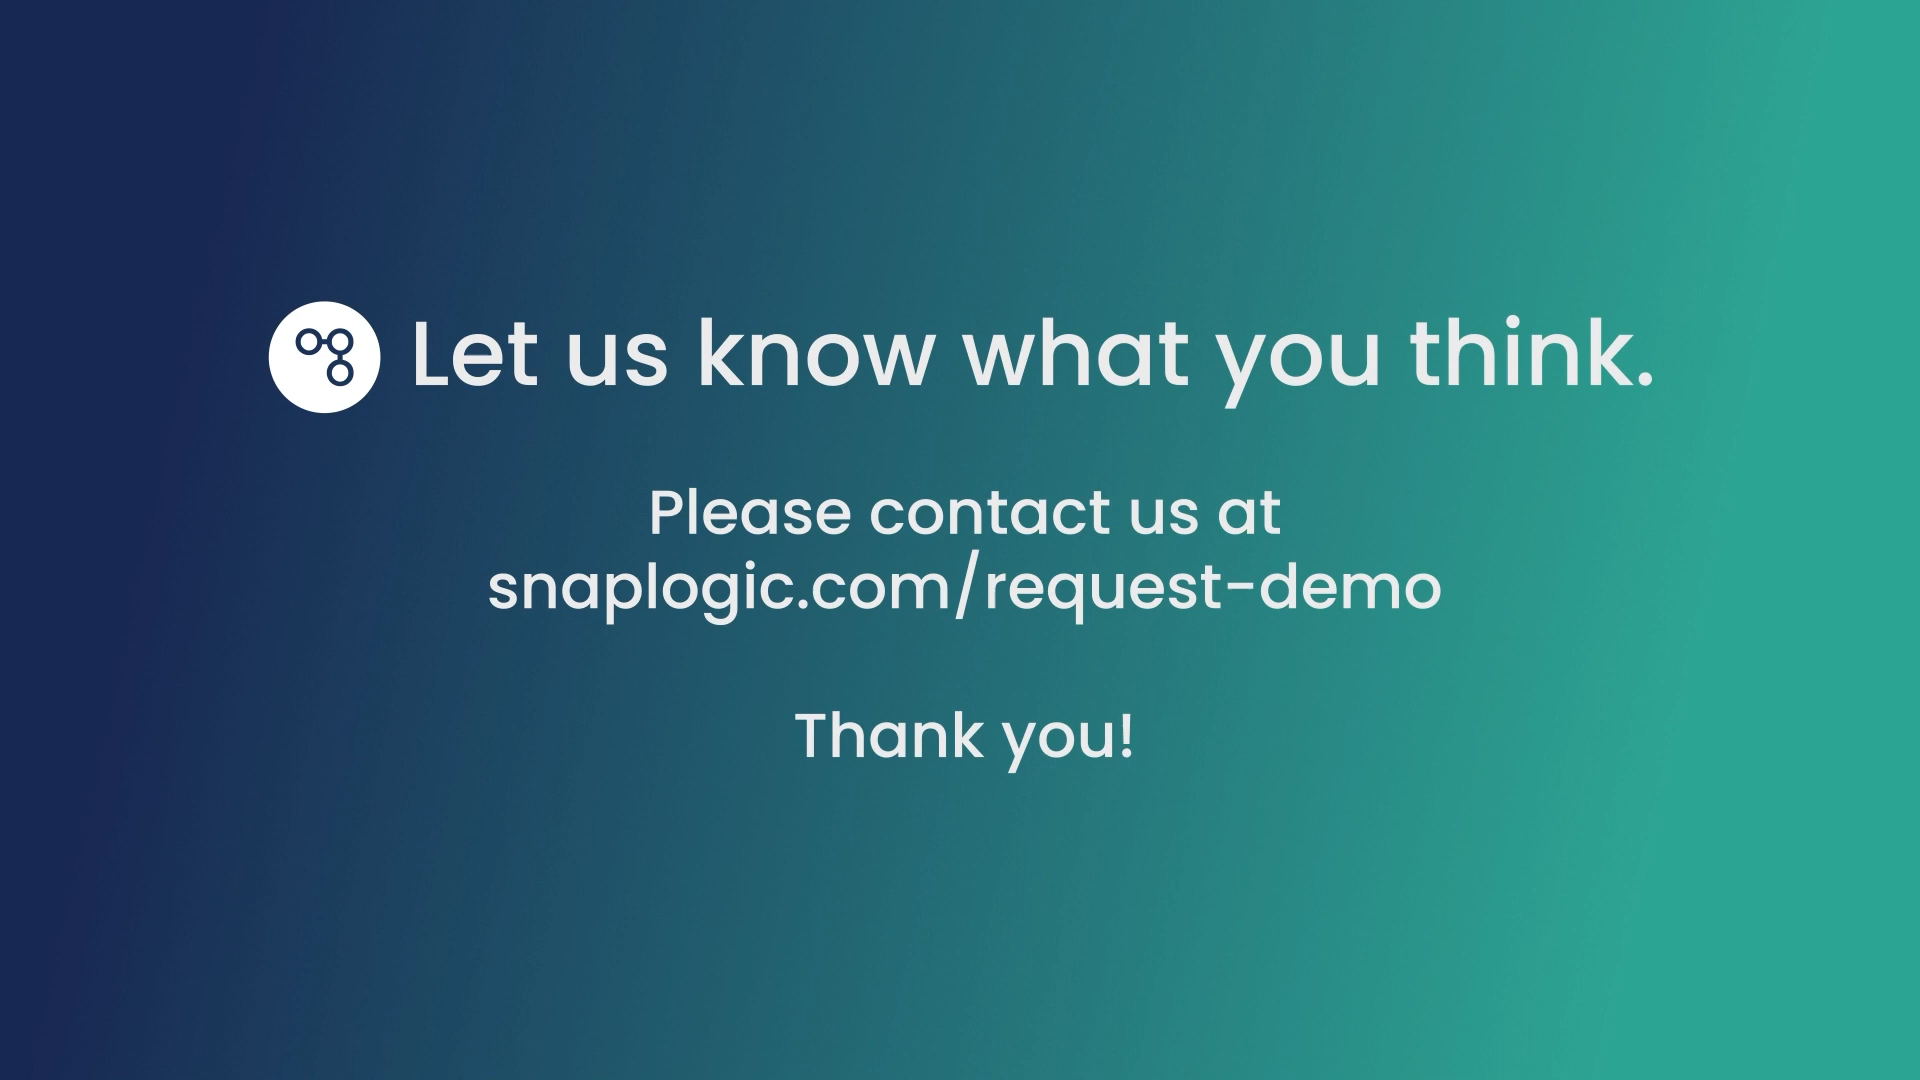 Let us know what you think.
Please contact us at
snaplogic.com/request-demo
Thank you!